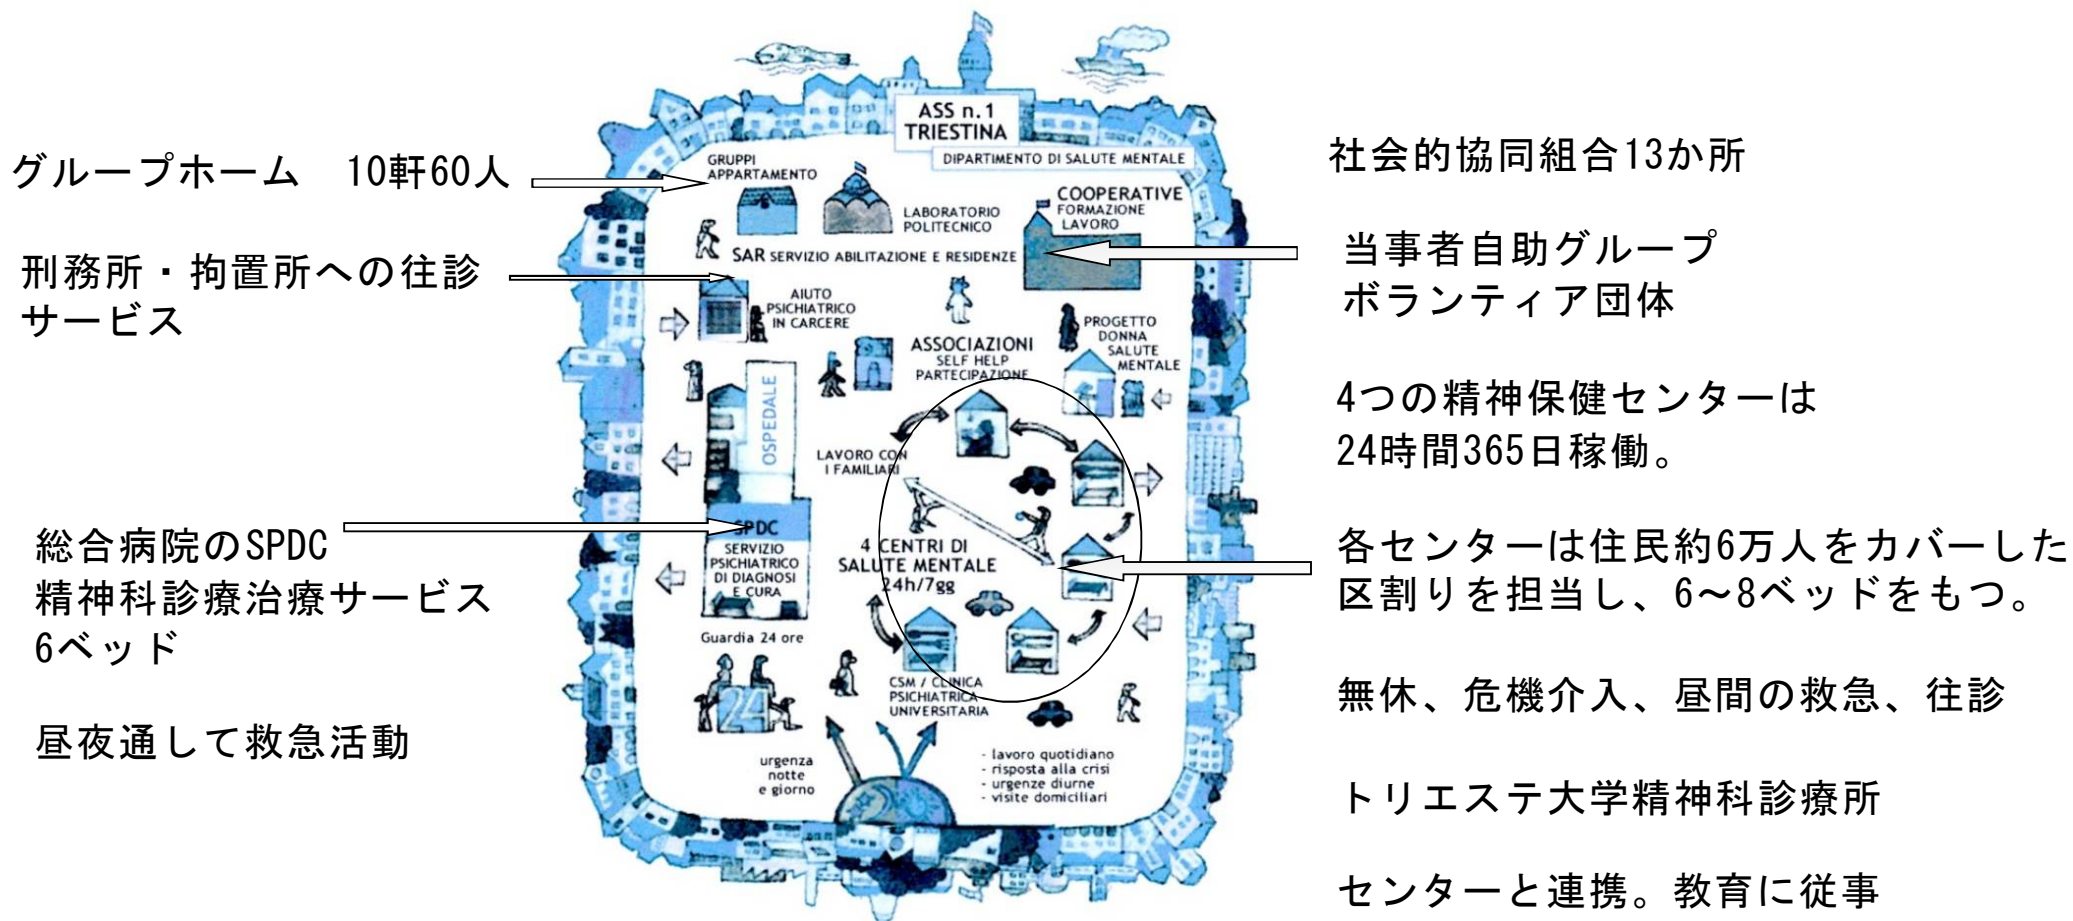 グループホーム　10軒60人
刑務所・拘置所への往診
サービス
総合病院のSPDC
精神科診療治療サービス
6ベッド
昼夜通して救急活動
ASS n.1
TRIESTINA
DIPARTIMENTO DI SALUTE MENTALE
GRUPPI
APPARTAMENTO
LABORATORIO
POLITECNICO
COOPERATIVE
FORMAZIONE
LAVORO
SAR SERVIZIO ABILITAZIONE E RESIDENZE
AIUTO
PSICHIATRICO
IN CARCERE
ASSOCIAZIONI
SELF HELP
PARTECIPAZIONE
PROGETTO
DONNA
SALUTE
MENTALE
OSPEDALE
LAVORO CON
I FAMILIARI
SPDC
SERVIZIO
PSICHIATRICO
DI DIAGNOSI
E CURA
4 CENTRI DI
SALUTE MENTALE
24h/7gg
Guardia 24 ore
24
CSM / CLINICA
PSICHIATRICA
UNIVERSITARIA
urgenza
notte
e giorno
- lavoro quotidiano
- risposta alla crisi
- urgenze diurne
- visite domiciliari
社会的協同組合13か所
当事者自助グループ
ボランティア団体
4つの精神保健センターは
24時間365日稼働。
各センターは住民約6万人をカバーした
区割りを担当し、6～8ベッドをもつ。
無休、危機介入、昼間の救急、往診
トリエステ大学精神科診療所
センターと連携。教育に従事